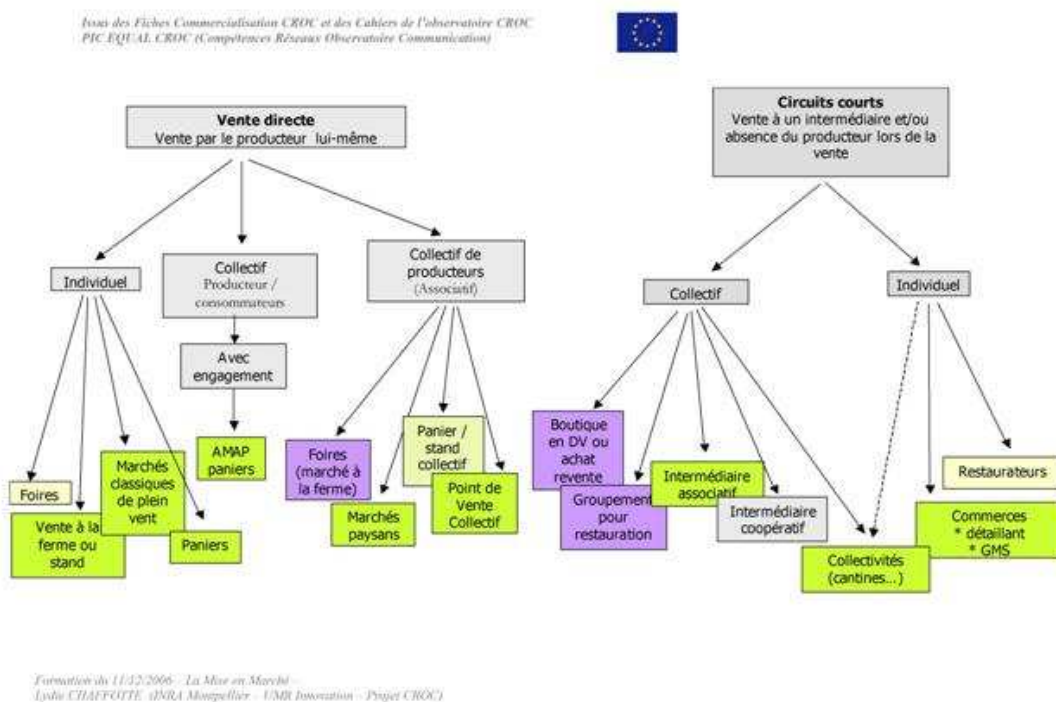 Issus des Fiches Commercialisation CROC et des Cahiers de l'observatoire CROC
PIC EQUAL CROC (Compétences Réseaux Observatoire Communication)
Vente directe
Vente par le producteur lui-même
Circuits courts
Vente à un intermédiaire et/ou
absence du producteur lors de la
vente
Individuel
Collectif
Producteur /
consommateurs
Collectif de
producteurs
(Associatif)
Collectif
Individuel
Avec
engagement
Foires
Vente à la
ferme ou
stand
Marchés
classiques
de plein
vent
Paniers
AMAP
paniers
Foires
(marché à
la ferme)
Marchés
paysans
Panier /
stand
collectif
Point de
Vente
Collectif
Boutique
en DV ou
achat
revente
Groupement
pour
restauration
Intermédiaire
associatif
Intermédiaire
coopératif
Collectivités
(cantines...)
Restaurateurs
Commerces
* détaillant
* GMS
Formation du 11/12/2006 - La Mise en Marché -
Lydie CHAFFOTTE (INRA Montpellier - UMR Innovation - Projet CROC)